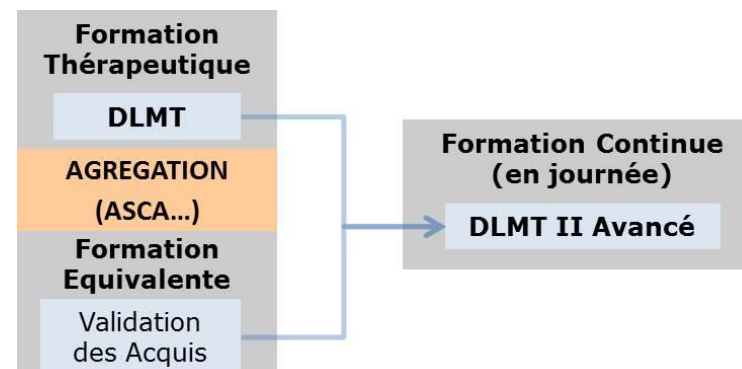 Formation
Thérapeutique
DLMT
AGREGATION
(ASCA...)
Formation
Equivalente
Validation
des Acquis
Formation Continue
(en journée)
DLMT II Avancé